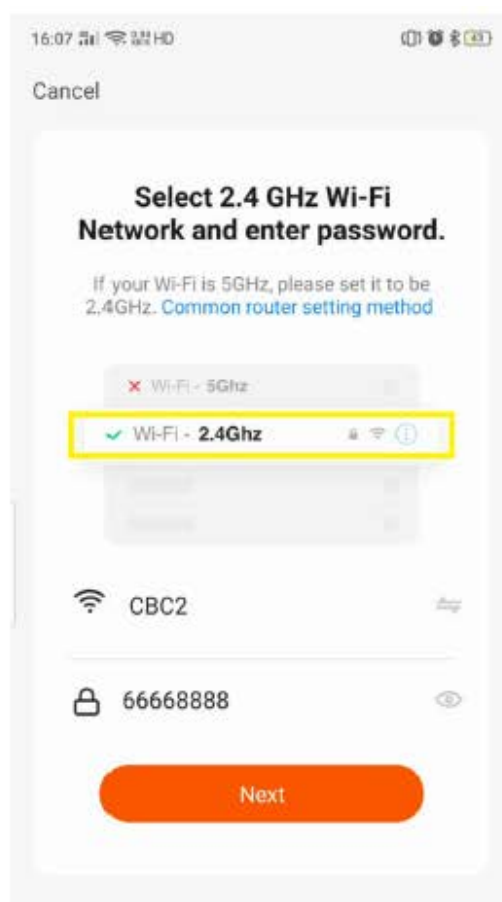 16:07 HD
43
Cancel
Select 2.4 GHz Wi-Fi
Network and enter password.
If your Wi-Fi is 5GHz, please set it to be
2.4GHz. Common router setting method
Wi-Fi - 5Ghz
Wi-Fi - 2.4Ghz
CBC2
66668888
Next